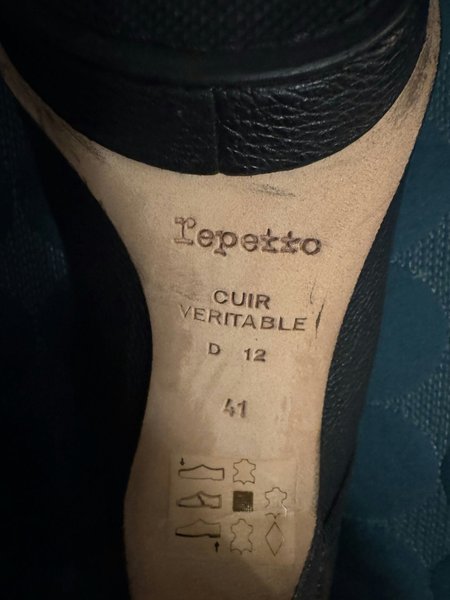 repetto
CUIR
VERITABLE
D 12
41